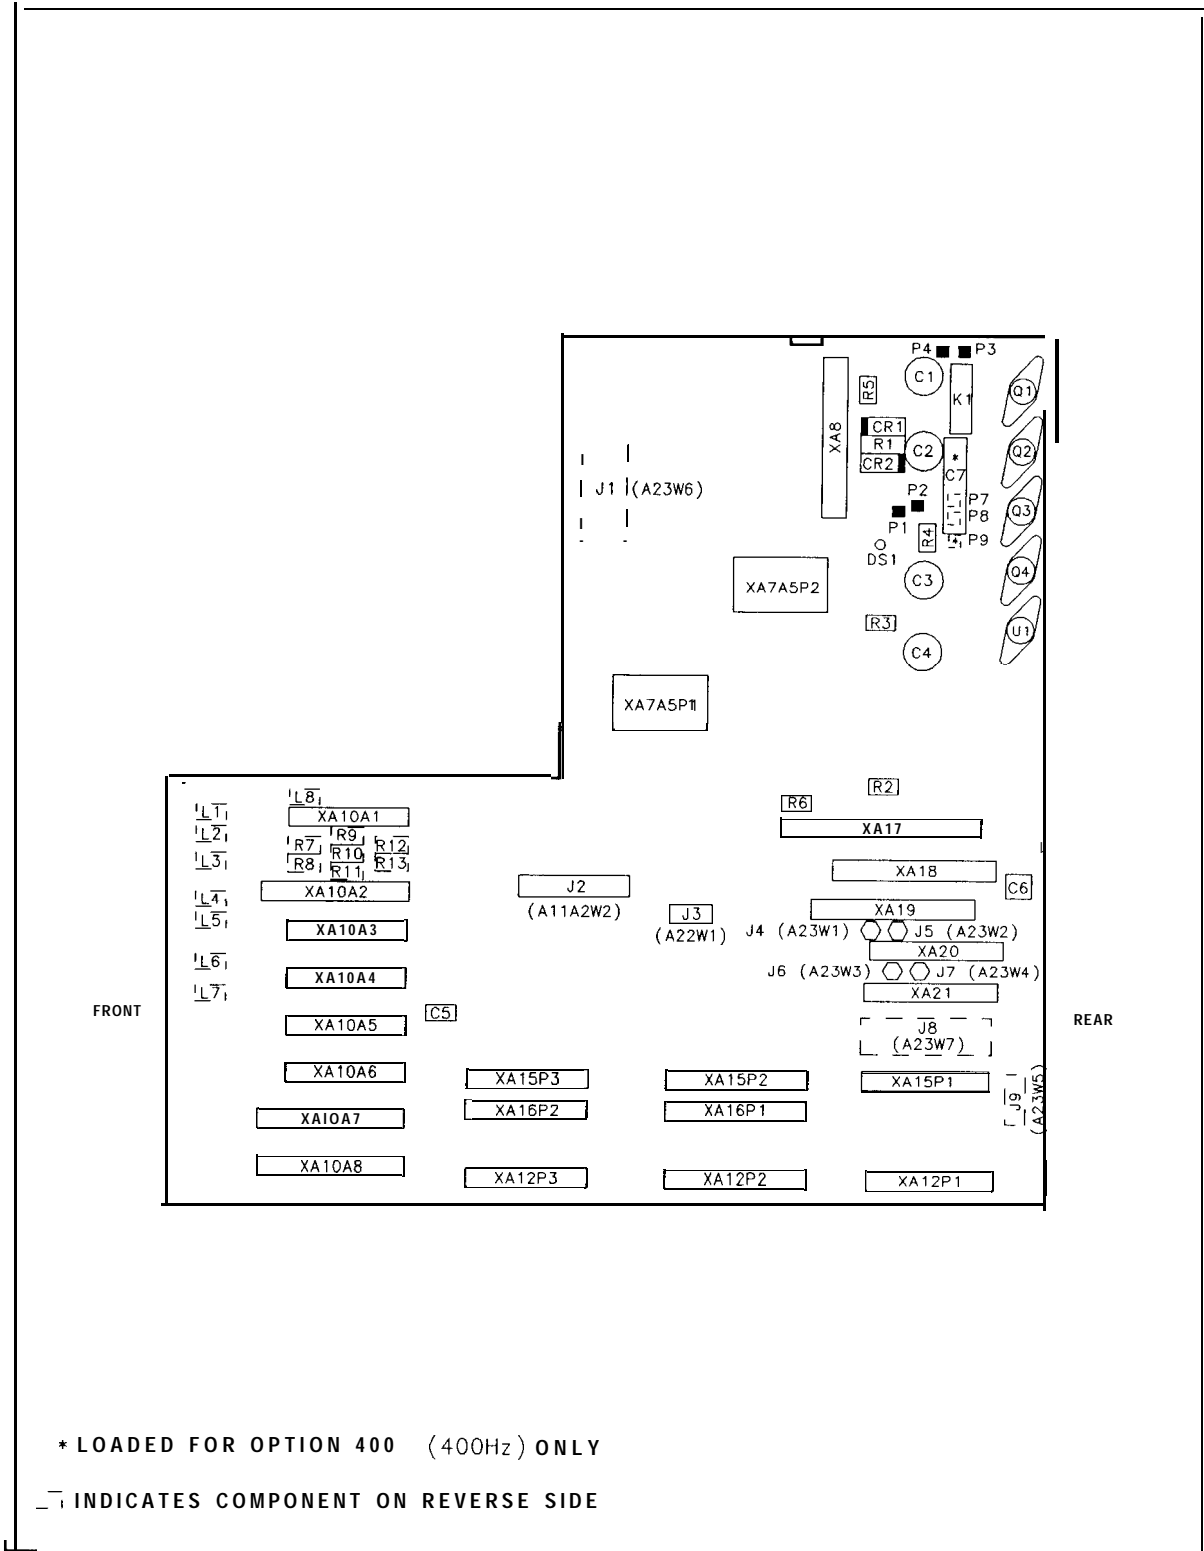 P4 P3
C1
R5
K1
Q1
XA8
CR1
R1
CR2
C2
Q2
*
C7
J1 (A23W6)
P2
P7
P8
P1
Q3
R4
* P9
DS1
Q4
XA7A5P2
C3
R3
U1
C4
XA7A5P1
R2
L8
R6
L1
XA10A1
XA17
L2
R9
R7
R12
R10
L3
R8
R13
R11
XA18
XA10A2
J2
C6
L4
(A11A2W2)
J3
XA19
L5
XA10A3
(A22W1)
J4 (A23W1) J5 (A23W2)
XA20
L6
J6 (A23W3) J7 (A23W4)
XA10A4
L7
XA21
FRONT
C5
REAR
XA10A5
J8
(A23W7)
XA10A6
XA15P3
XA15P2
XA15P1
J9
(A23W5)
XAIOA7
XA16P2
XA16P1
XA10A8
XA12P3
XA12P2
XA12P1
* LOADED FOR OPTION 400 (400Hz) ONLY
INDICATES COMPONENT ON REVERSE SIDE